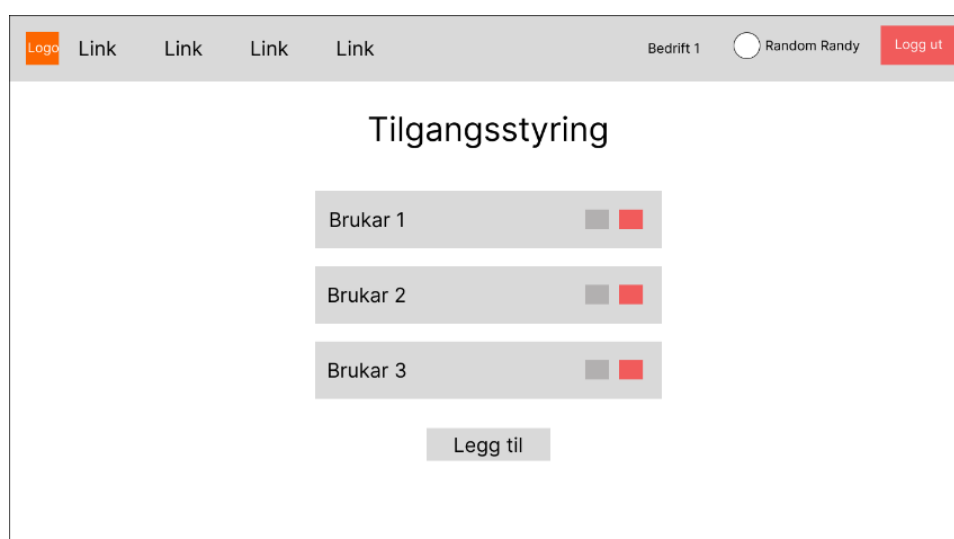 Logo Link Link Link Link Bedrift 1 Random Randy Logg ut
Tilgangsstyring
Brukar 1
Brukar 2
Brukar 3
Legg til